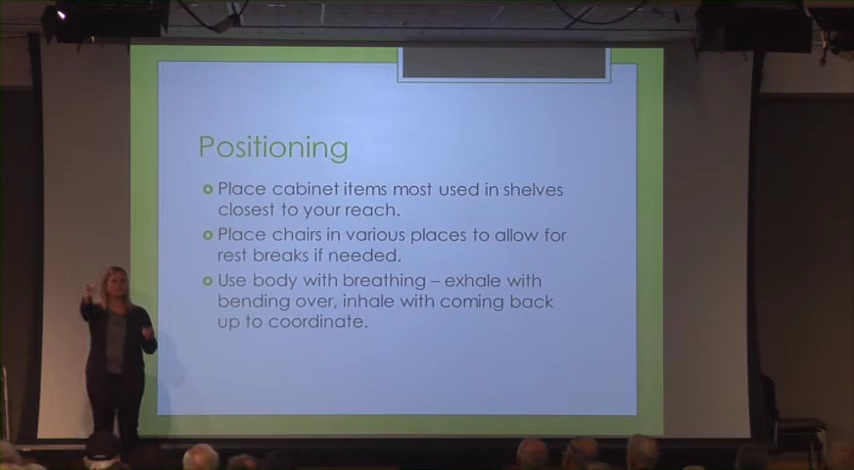 Positioning
Place cabinet items most used in shelves
closest to your reach.
Place chairs in various places to allow for
rest breaks if needed.
Use body with breathing – exhale with
bending over, inhale with coming back
up to coordinate.